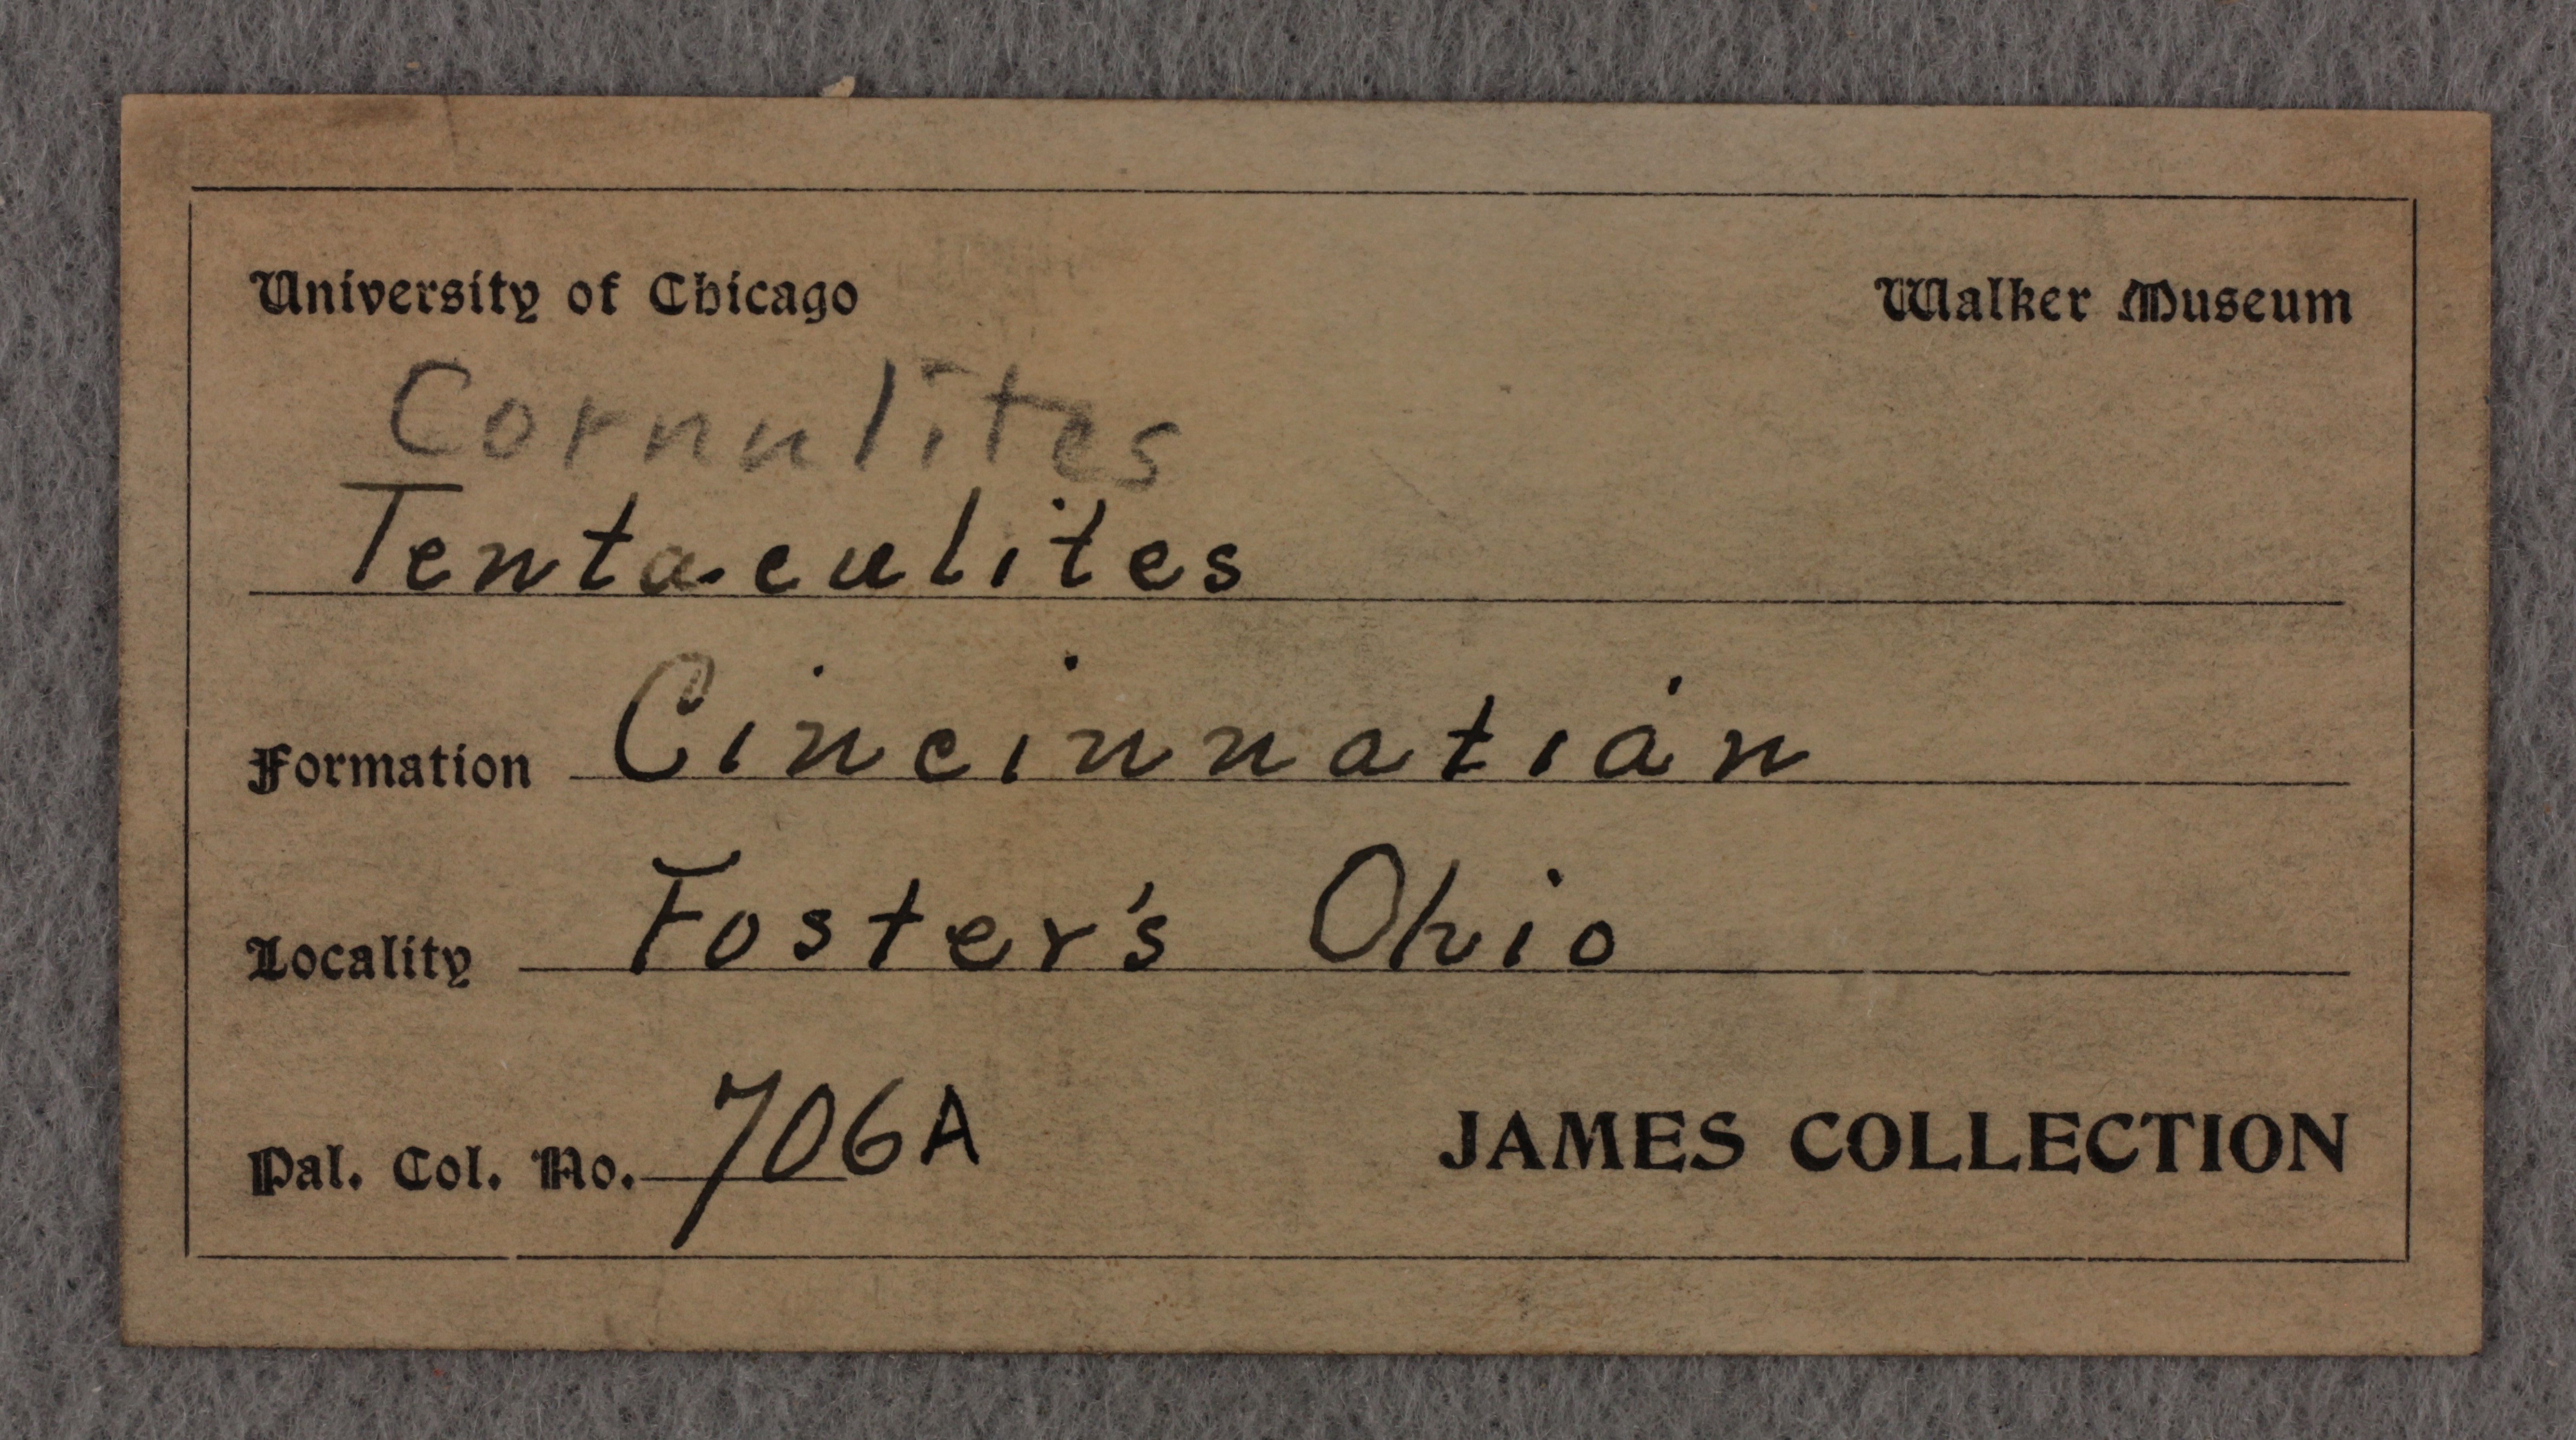 University of Chicago Walker Museum
Cornulites
Tentaculites
Formation Cincinnatian
Locality Foster's Ohio
Pal. Col. No. 706A JAMES COLLECTION